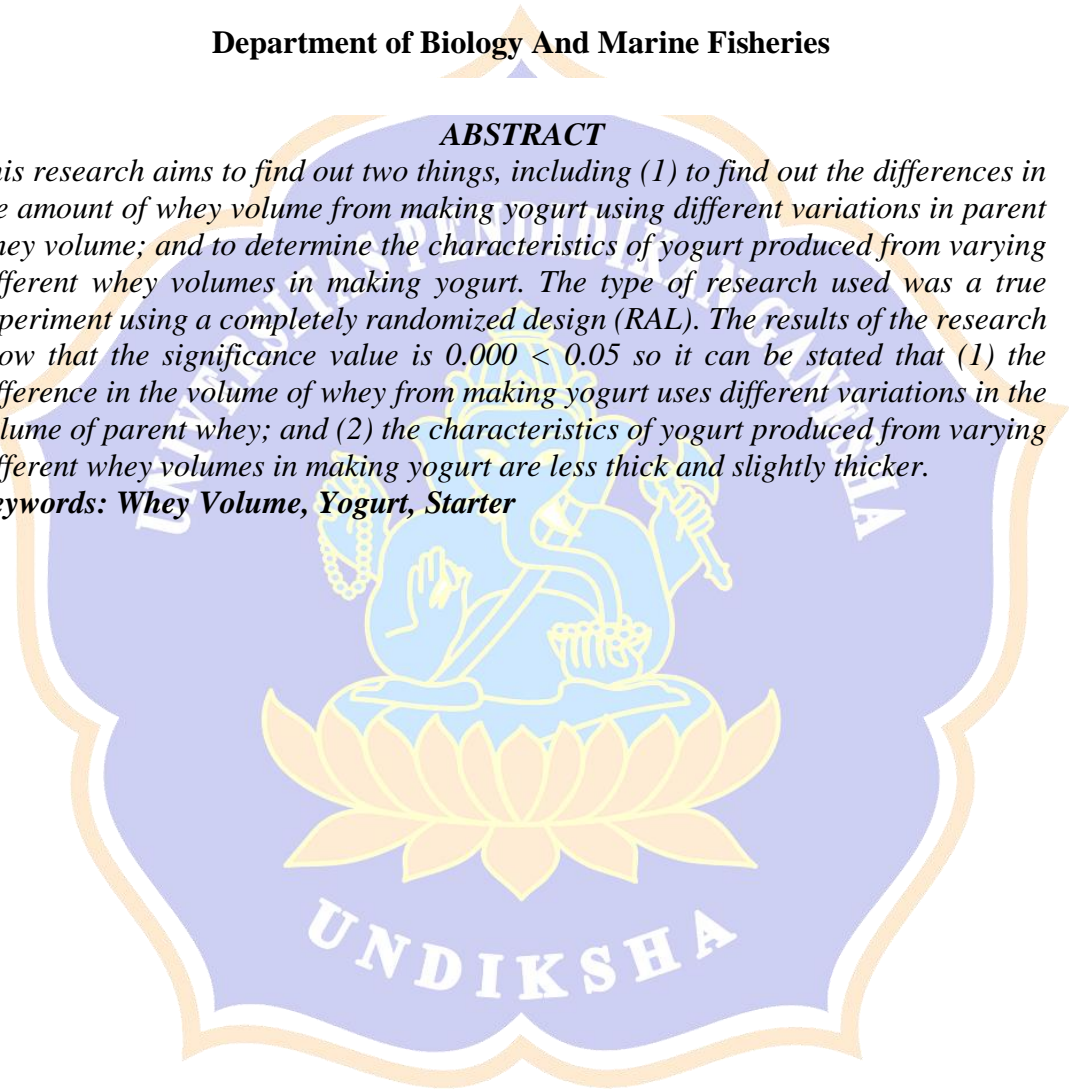 Department of Biology And Marine Fisheries
ABSTRACT
his research aims to find out two things, including (1) to find out the differences in
e amount of whey volume from making yogurt using different variations in parent
hey volume; and to determine the characteristics of yogurt produced from varying
fferent whey volumes in making yogurt. The type of research used was a true
periment using a completely randomized design (RAL). The results of the research
ow that the significance value is 0.000 < 0.05 so it can be stated that (1) the
fference in the volume of whey from making yogurt uses different variations in the
lume of parent whey; and (2) the characteristics of yogurt produced from varying
fferent whey volumes in making yogurt are less thick and slightly thicker.
eywords: Whey Volume, Yogurt, Starter
UNIVERSITAS PENDIDIKAN GANESHA
UNDIKSHA